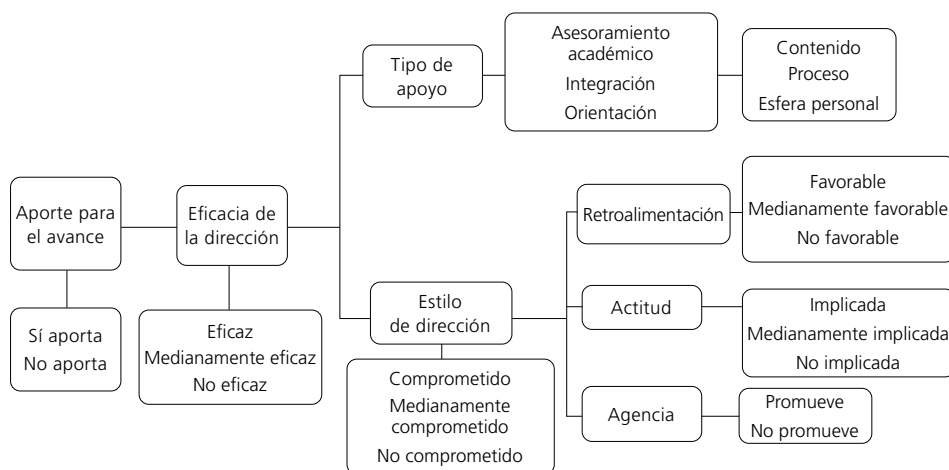 Aporte para
el avance
Sí aporta
No aporta
Eficacia de
la dirección
Eficaz
Medianamente eficaz
No eficaz
Tipo de
apoyo
Asesoramiento
académico
Integración
Orientación
Contenido
Proceso
Esfera personal
Estilo
de dirección
Comprometido
Medianamente
comprometido
No comprometido
Retroalimentación
Favorable
Medianamente favorable
No favorable
Actitud
Implicada
Medianamente implicada
No implicada
Agencia
Promueve
No promueve